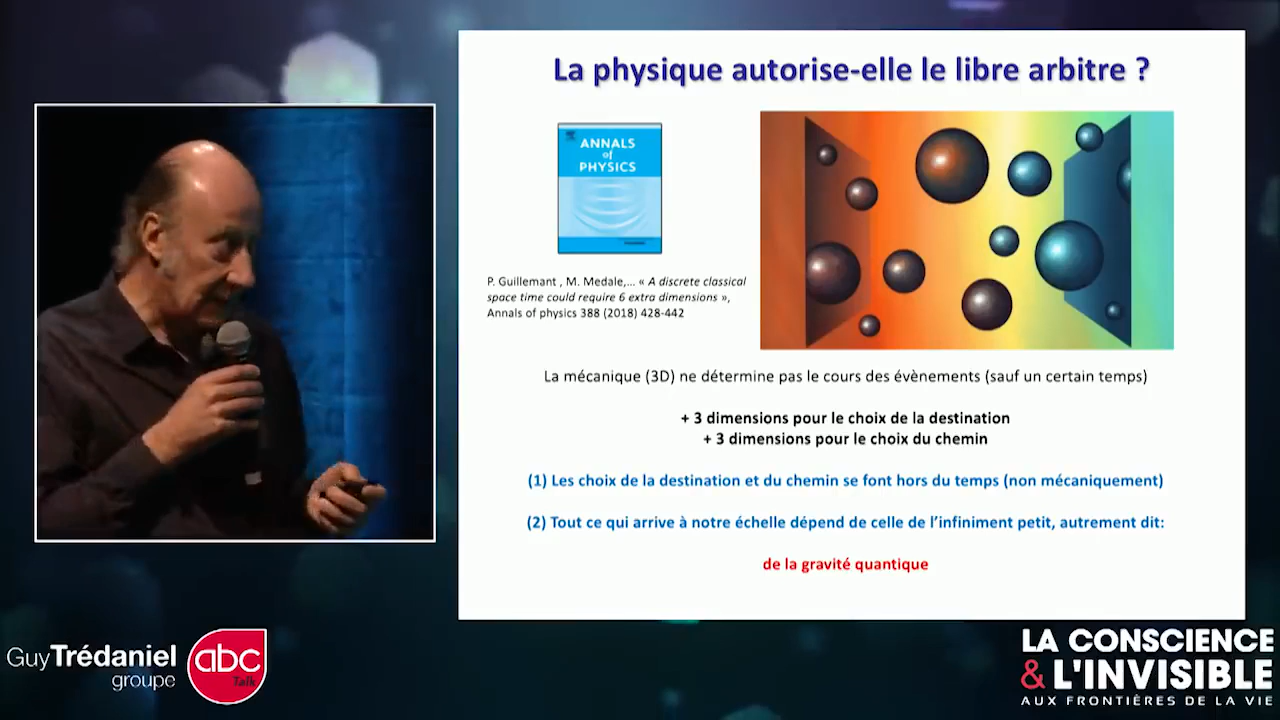 La physique autorise-elle le libre arbitre ?
ANNALS
of
PHYSICS
P. Guillemant , M. Medale,... « A discrete classical
space time could require 6 extra dimensions »,
Annals of physics 388 (2018) 428-442
La mécanique (3D) ne détermine pas le cours des évènements (sauf un certain temps)
+ 3 dimensions pour le choix de la destination
+ 3 dimensions pour le choix du chemin
(1) Les choix de la destination et du chemin se font hors du temps (non mécaniquement)
(2) Tout ce qui arrive à notre échelle dépend de celle de l’infiniment petit, autrement dit:
de la gravité quantique
GuyTrédaniel
groupe
abc
Talk
LA CONSCIENCE
& L'INVISIBLE
AUX FRONTIÈRES DE LA VIE